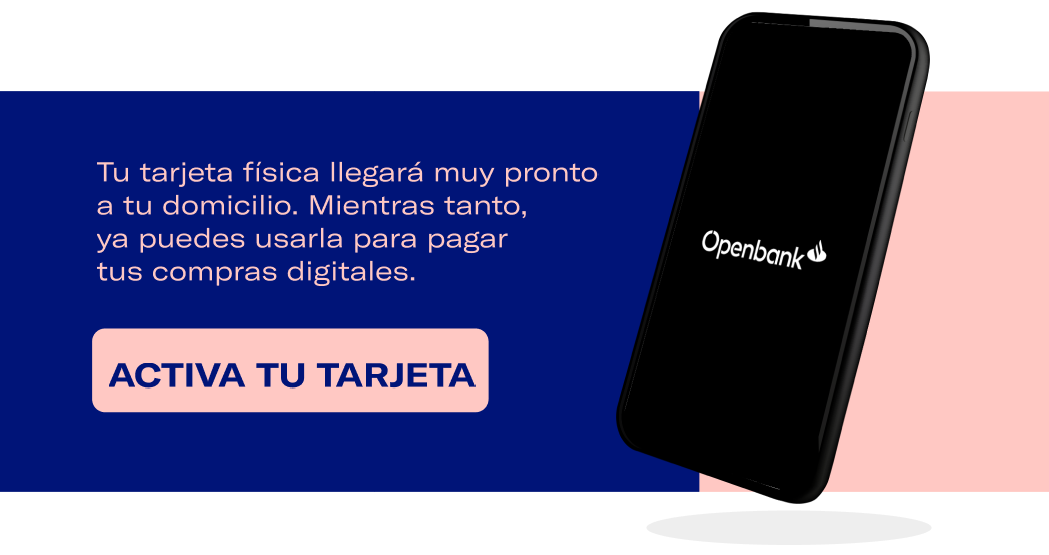 Tu tarjeta física llegará muy pronto
a tu domicilio. Mientras tanto,
ya puedes usarla para pagar
tus compras digitales.
ACTIVA TU TARJETA
Openbank